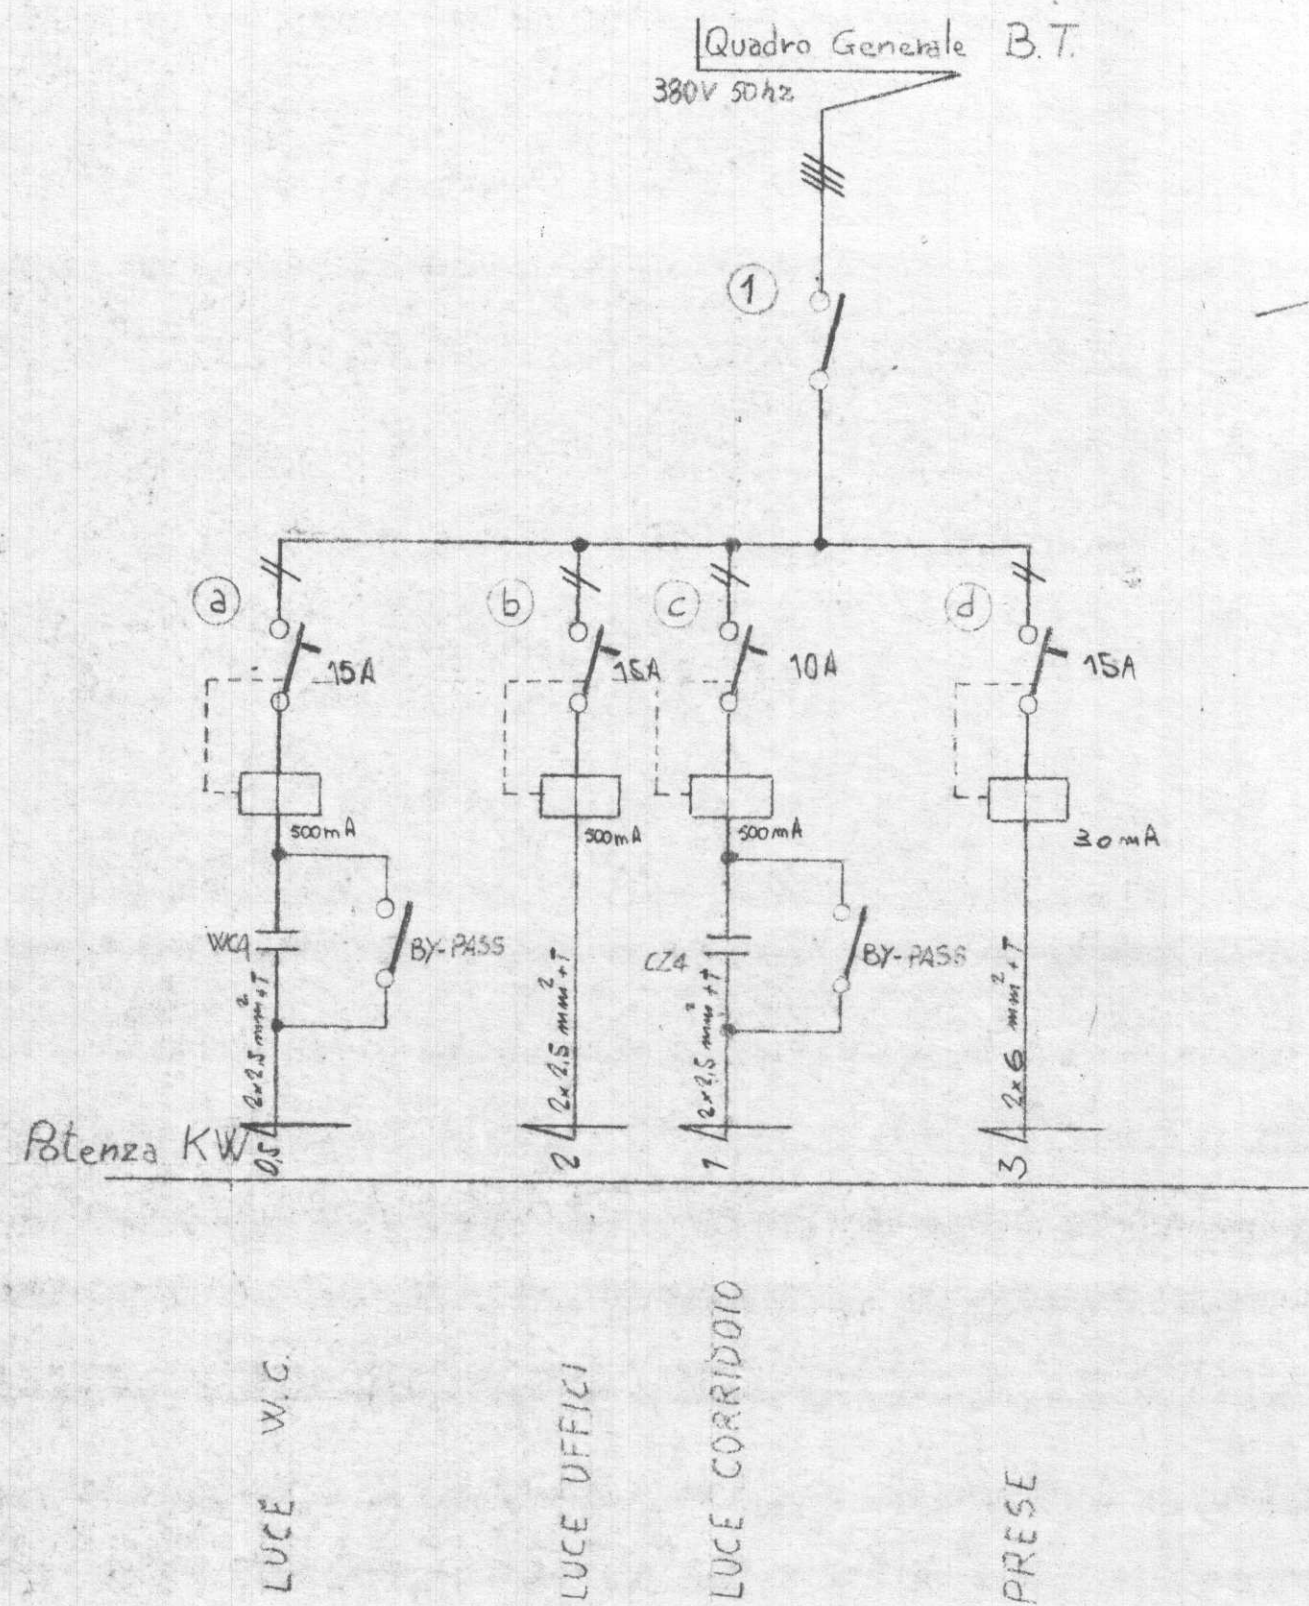 Quadro Generale B.T.
380V 50hz
1
a
b
c
d
15A
15A
10A
15A
500mA
500mA
500mA
30mA
BY-PASS
CZ4
BY-PASS
2x2,5 mm²+T
2x2,5 mm²+T
2x2,5 mm²+T
2x6 mm²+T
Potenza KW
0,5
2
1
3
LUCE W.C.
LUCE UFFICI
LUCE CORRIDOIO
PRESE